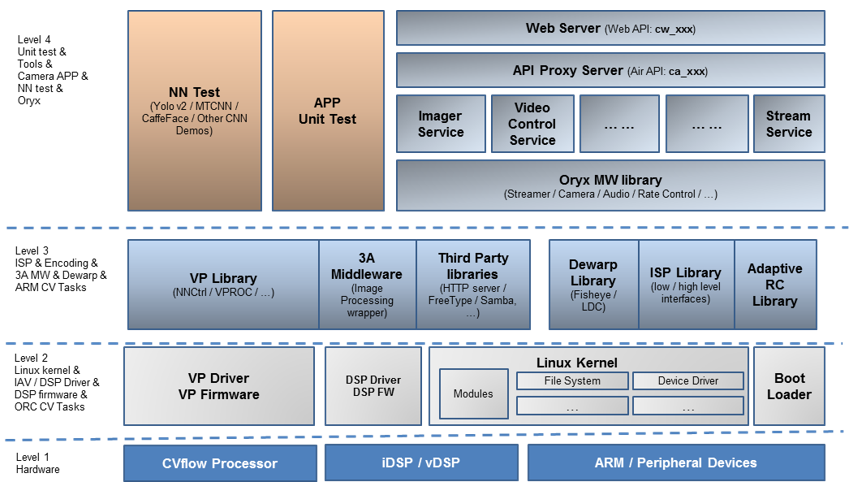 Level 4
Unit test &
Tools &
Camera APP &
NN test &
Oryx
NN Test
(Yolo v2 / MTCNN /
CaffeFace / Other CNN
Demos)
APP
Unit Test
Web Server (Web API: cw_xxx)
API Proxy Server (Air API: ca_xxx)
Imager
Service
Video
Control
Service
... ...
... ...
Stream
Service
Oryx MW library
(Streamer / Camera / Audio / Rate Control / ...)
Level 3
ISP & Encoding &
3A MW & Dewarp &
ARM CV Tasks
VP Library
(NNCtrl / VPROC / ...)
3A
Middleware
(Image
Processing
wrapper)
Third Party
libraries
(HTTP server /
FreeType / Samba,
...)
Dewarp
Library
(Fisheye /
LDC)
ISP Library
(low / high level
interfaces)
Adaptive
RC
Library
Level 2
Linux kernel &
IAV / DSP Driver &
DSP firmware &
ORC CV Tasks
VP Driver
VP Firmware
DSP Driver
DSP FW
Linux Kernel
Modules
File System
Device Driver
...
...
Boot
Loader
Level 1
Hardware
CVflow Processor
iDSP / vDSP
ARM / Peripheral Devices